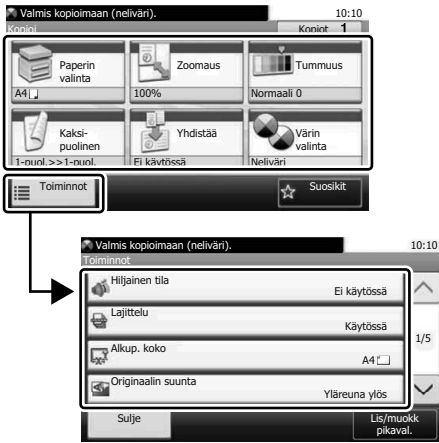 Valmis kopioimaan (neliväri). 10:10
Kopioi Kopiot 1
Paperin
valinta
A4
Zoomaus
100%
Tummuus
Normaali 0
Kaksi-
puolinen
1-puol.>>1-puol.
Yhdistää
Ei käytössä
Värin
valinta
Neliväri
Toiminnot
Suosikit
Valmis kopioimaan (neliväri). 10:10
Toiminnot
Hiljainen tila
Ei käytössä
Lajittelu
Käytössä
1/5
Alkup. koko
A4
Originaalin suunta
Yläreuna ylös
Sulje
Lis/muokk
pikaval.